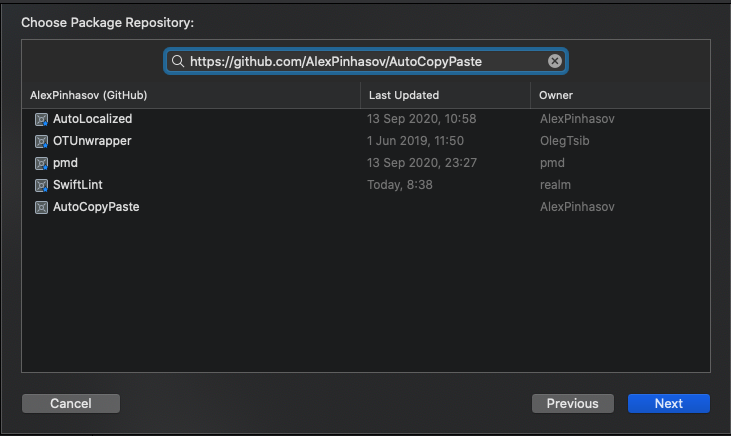 Choose Package Repository:
https://github.com/AlexPinhasov/AutoCopyPaste
AlexPinhasov (GitHub) Last Updated Owner
AutoLocalized 13 Sep 2020, 10:58 AlexPinhasov
OTUnwrapper 1 Jun 2019, 11:50 OlegTsib
pmd 13 Sep 2020, 23:27 pmd
SwiftLint Today, 8:38 realm
AutoCopyPaste AlexPinhasov
Cancel Previous Next